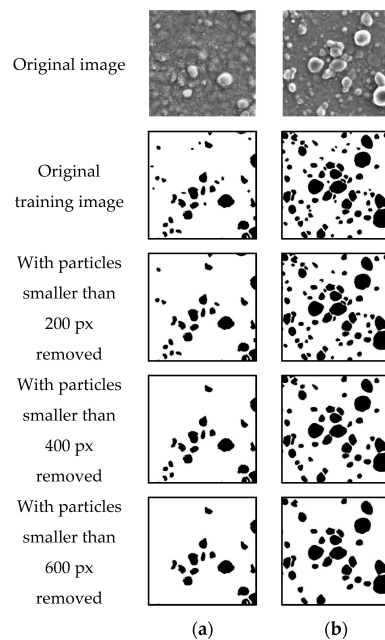 Original image
Original
training image
With particles
smaller than
200 px
removed
With particles
smaller than
400 px
removed
With particles
smaller than
600 px
removed
(a) (b)